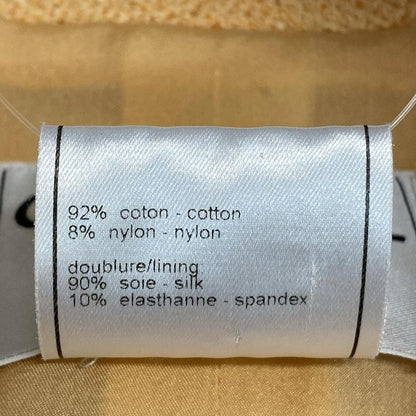 92% coton - cotton
8% nylon - nylon
doublure/lining
90% soie - silk
10% elasthanne - spandex